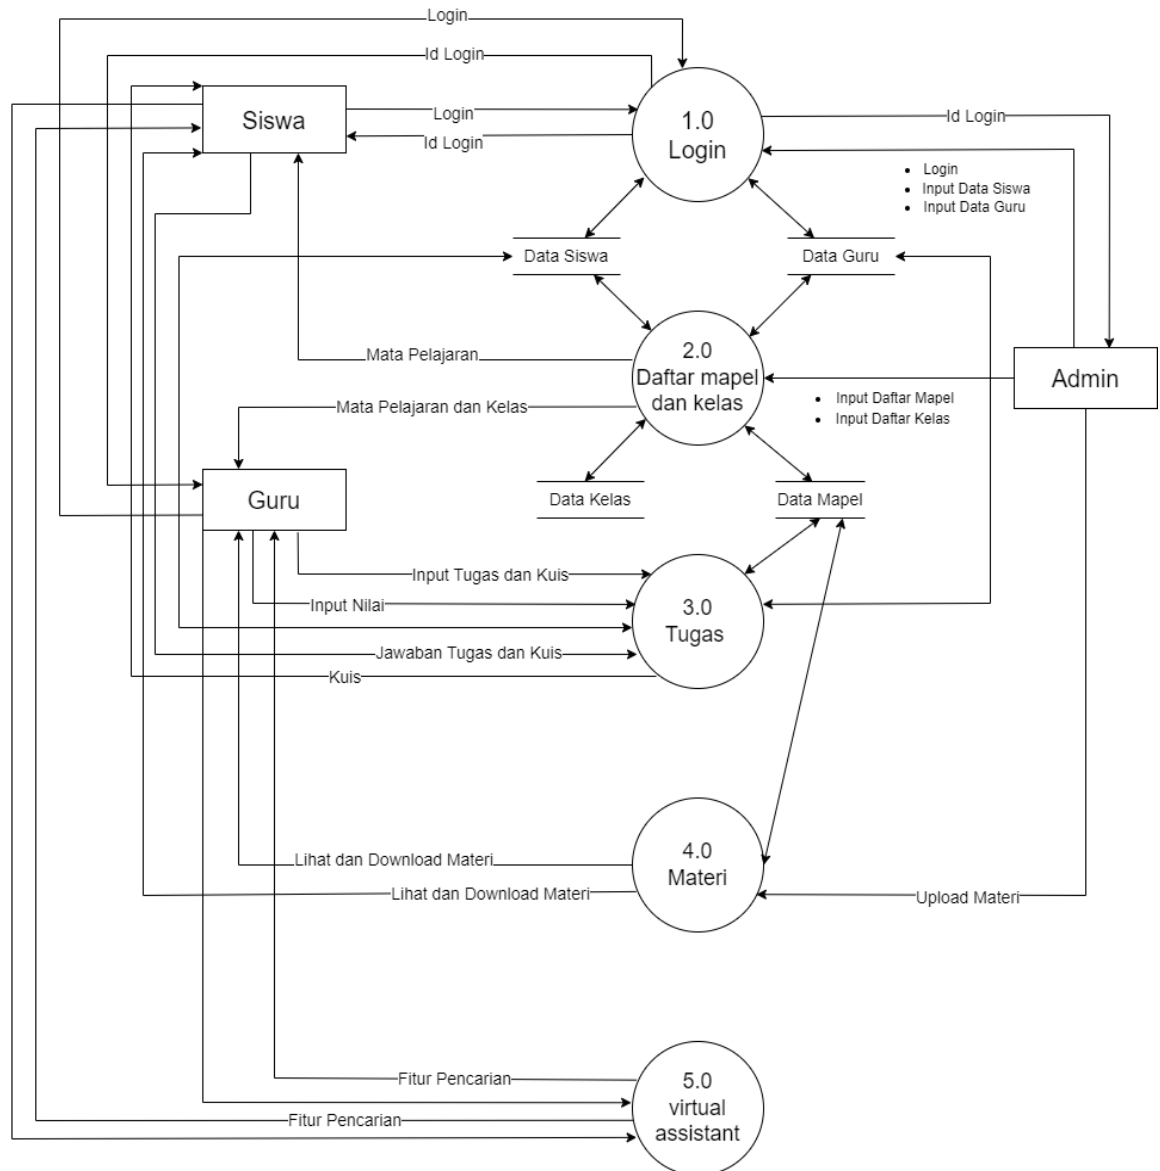 Login
Id Login
Siswa
Login
Id Login
1.0
Login
Id Login
Login
Input Data Siswa
Input Data Guru
Data Siswa
Data Guru
Mata Pelajaran
2.0
Daftar mapel
dan kelas
Admin
Mata Pelajaran dan Kelas
Input Daftar Mapel
Input Daftar Kelas
Guru
Data Kelas
Data Mapel
Input Tugas dan Kuis
Input Nilai
3.0
Tugas
Jawaban Tugas dan Kuis
Kuis
4.0
Materi
Lihat dan Download Materi
Lihat dan Download Materi
Upload Materi
Fitur Pencarian
Fitur Pencarian
5.0
virtual
assistant